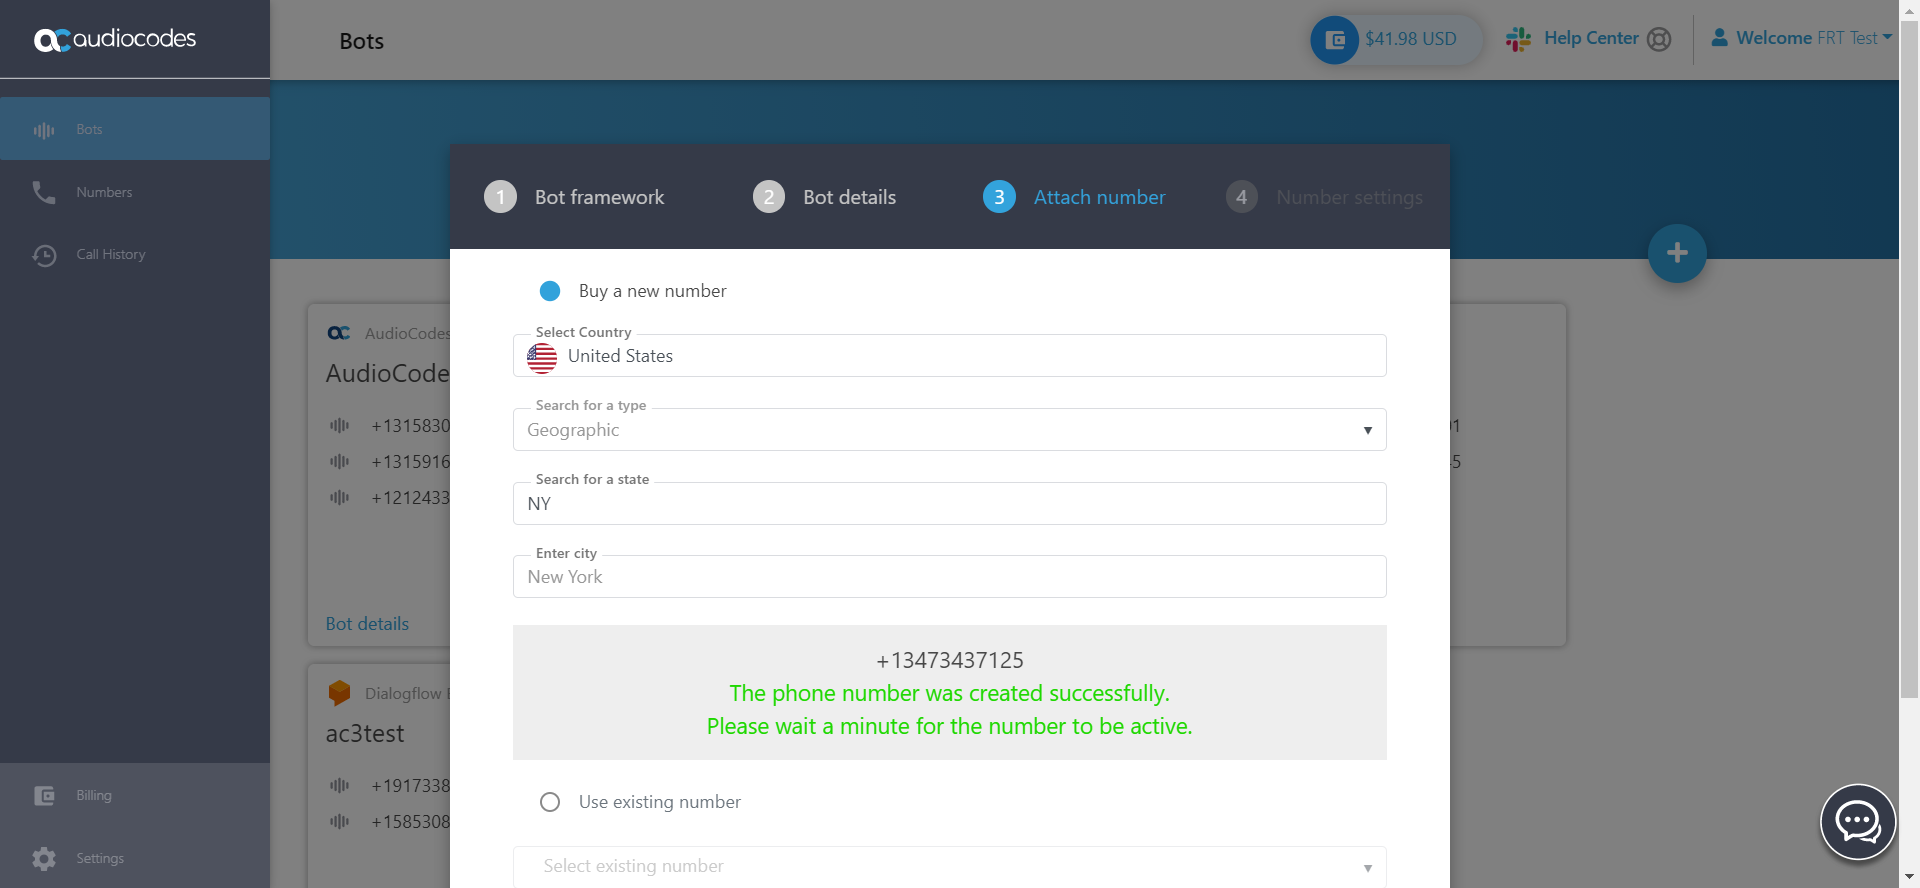 audiocodes
Bots
$41.98 USD
Help Center
Welcome FRT Test
Bots
Numbers
Call History
Billing
Settings
1 Bot framework
2 Bot details
3 Attach number
4 Number settings
+
Buy a new number
Select Country
United States
Search for a type
Geographic
Search for a state
NY
Enter city
New York
+13473437125
The phone number was created successfully.
Please wait a minute for the number to be active.
Use existing number
Select existing number
AudioCodes
AudioCode
+1315830
+1315916
+1212433
Bot details
Dialogflow
ac3test
+1917338
+1585308